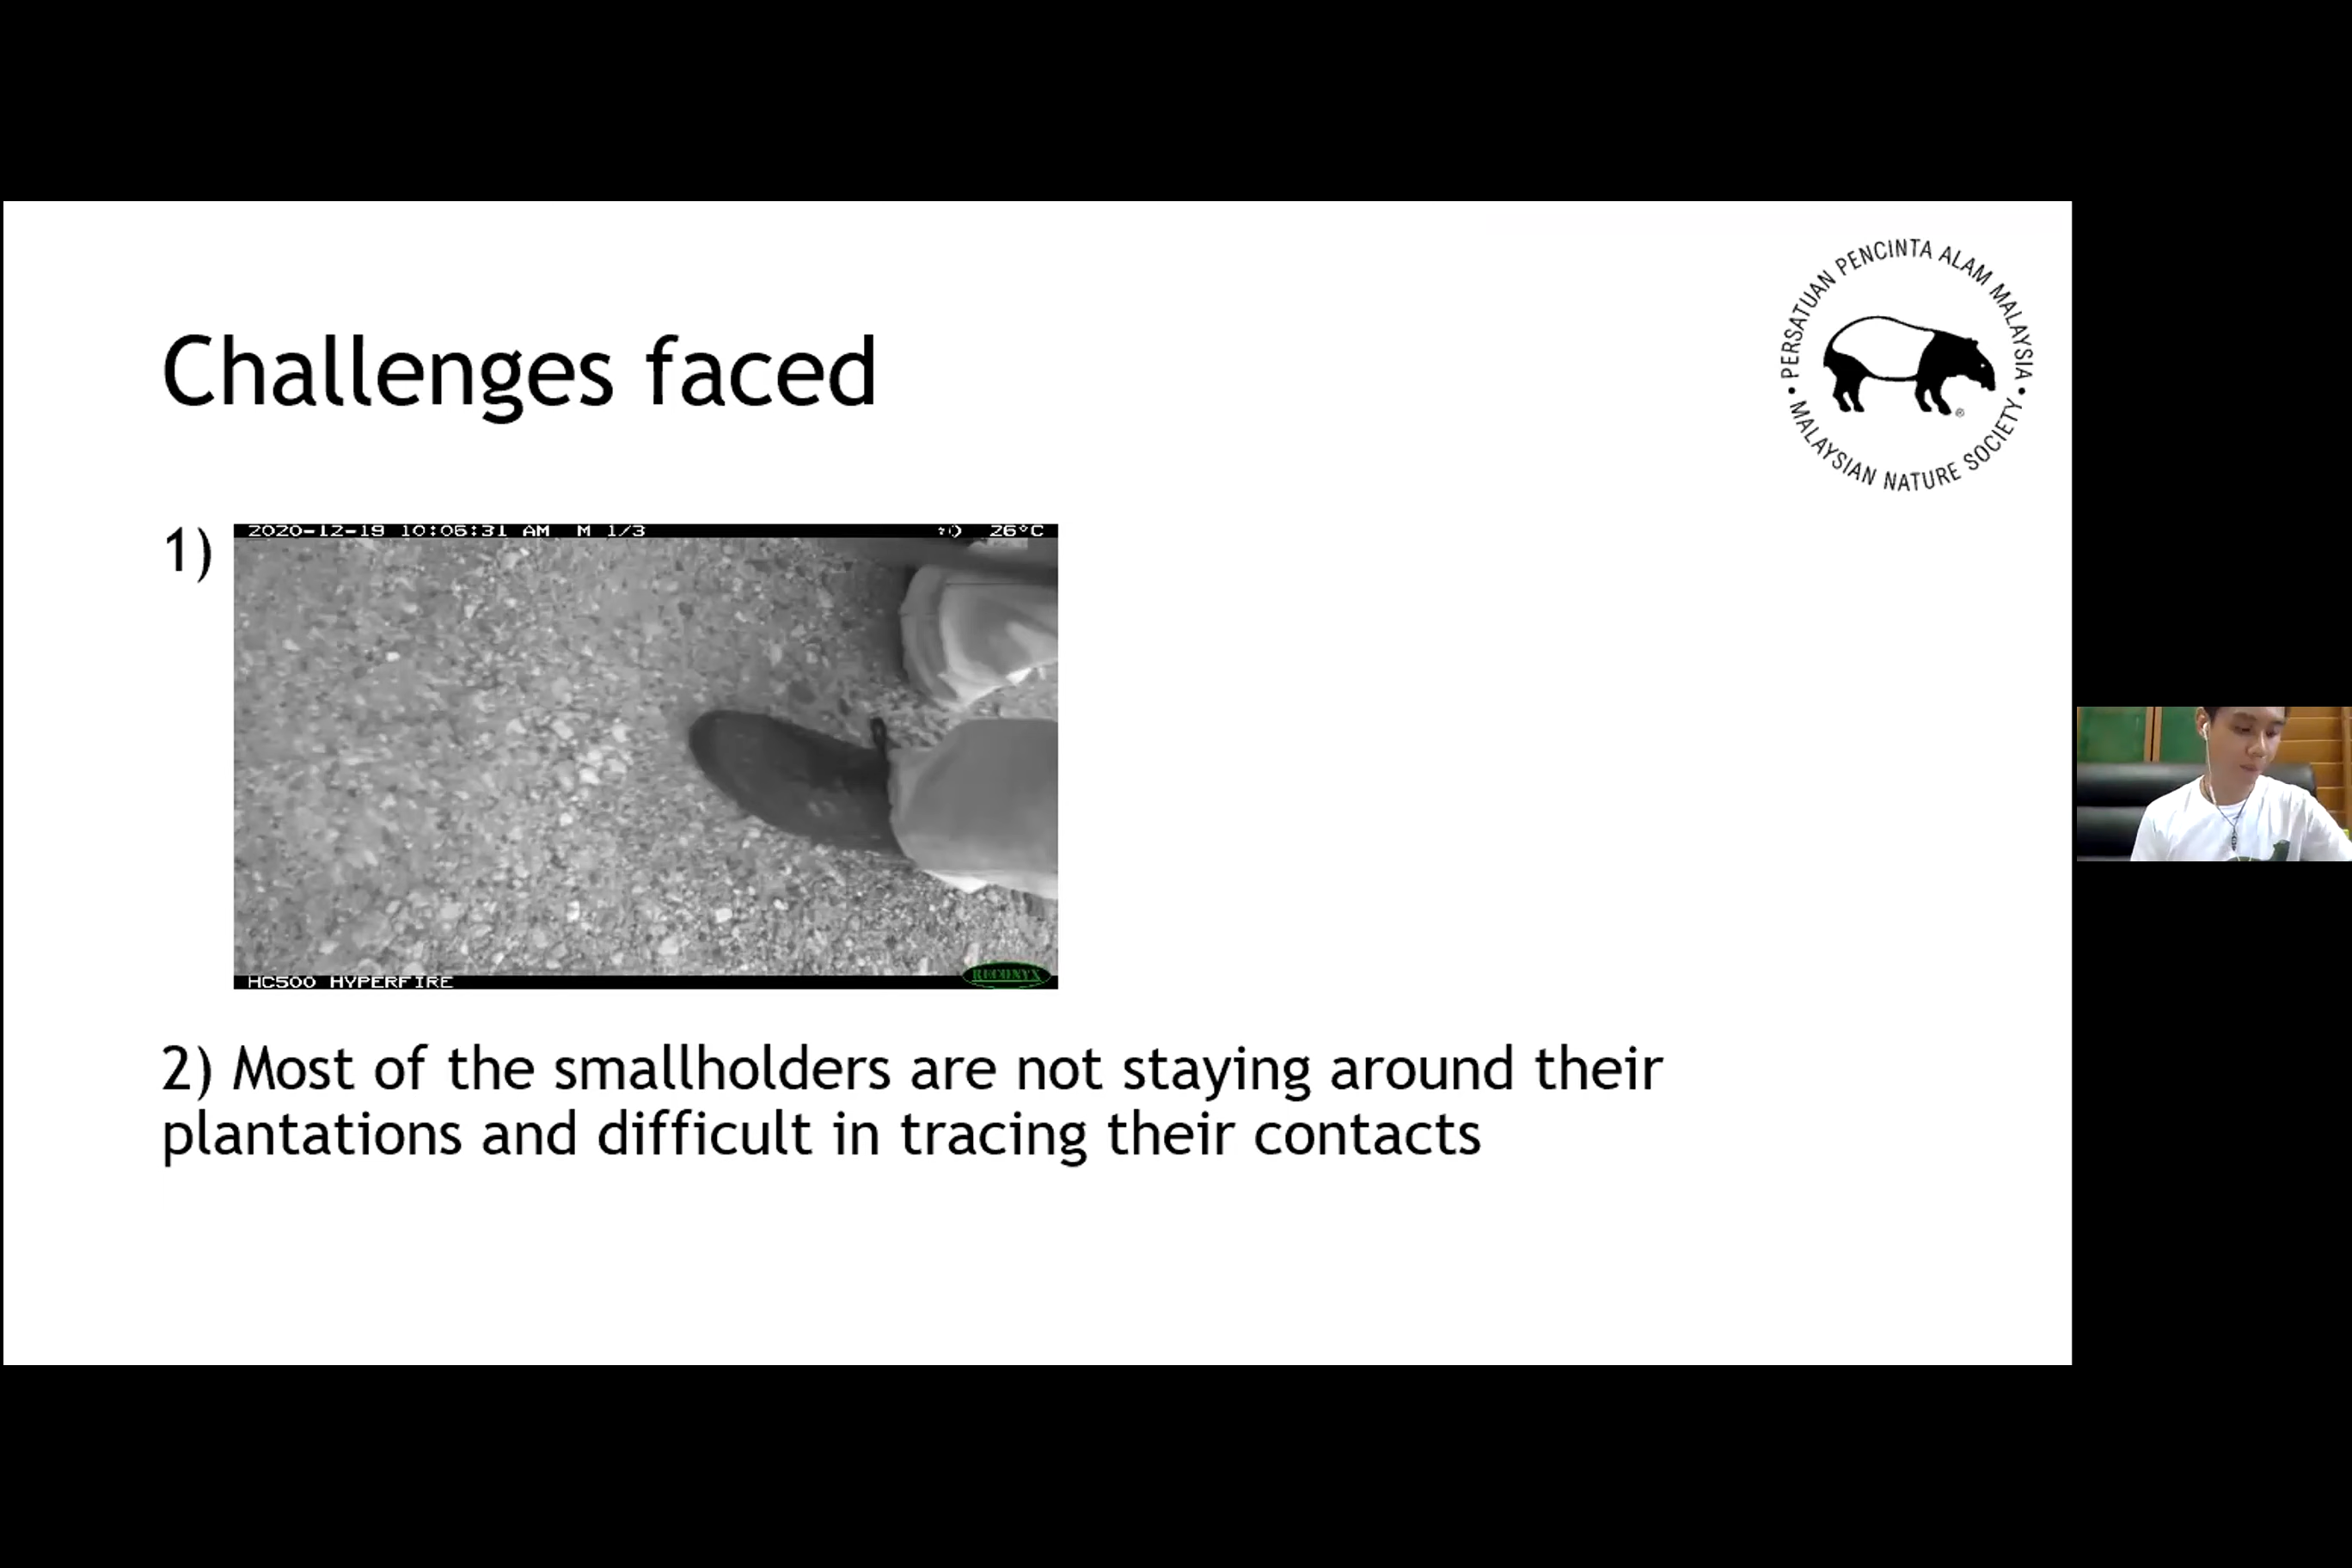 Challenges faced
PERSATUAN PENCINTA ALAM MALAYSIA
MALAYSIAN NATURE SOCIETY
®
1)
2020-12-19 10:06:31 AM M 1/3 26°C
HC500 HYPERFIRE
RECONYX
2) Most of the smallholders are not staying around their
plantations and difficult in tracing their contacts